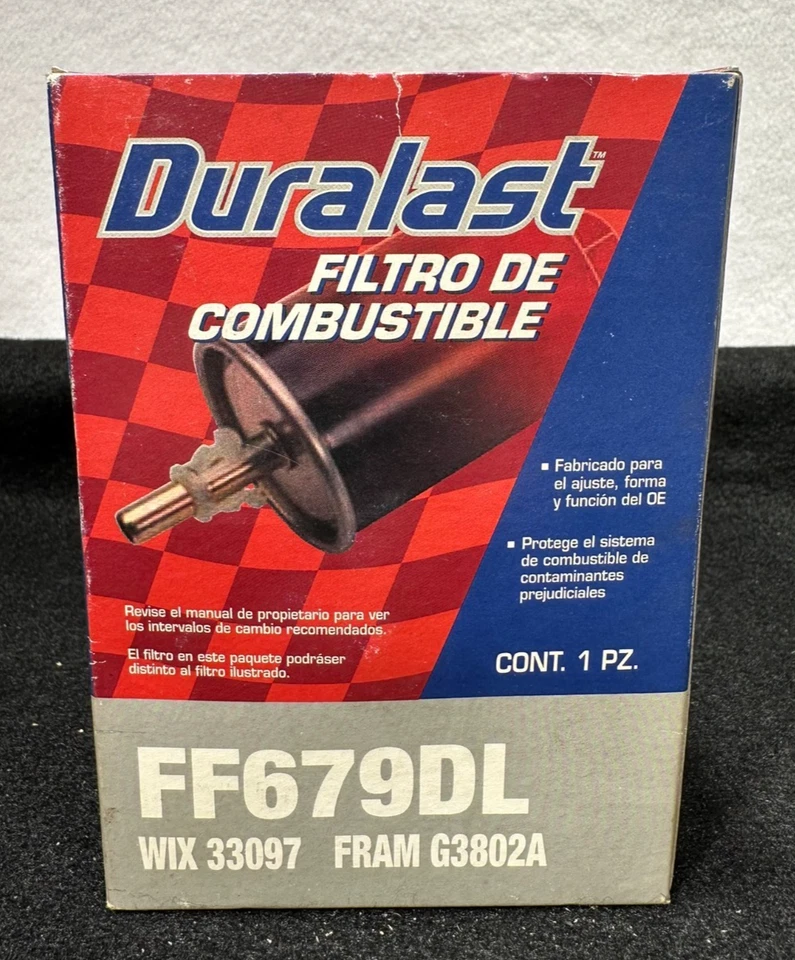 Duralast™
FILTRO DE
COMBUSTIBLE
▪ Fabricado para
el ajuste, forma
y función del OE
▪ Protege el sistema
de combustible de
contaminantes
prejudiciales
Revise el manual de propietario para ver
los intervalos de cambio recomendados.
El filtro en este paquete podráser
distinto al filtro ilustrado.
CONT. 1 PZ.
FF679DL
WIX 33097 FRAM G3802A